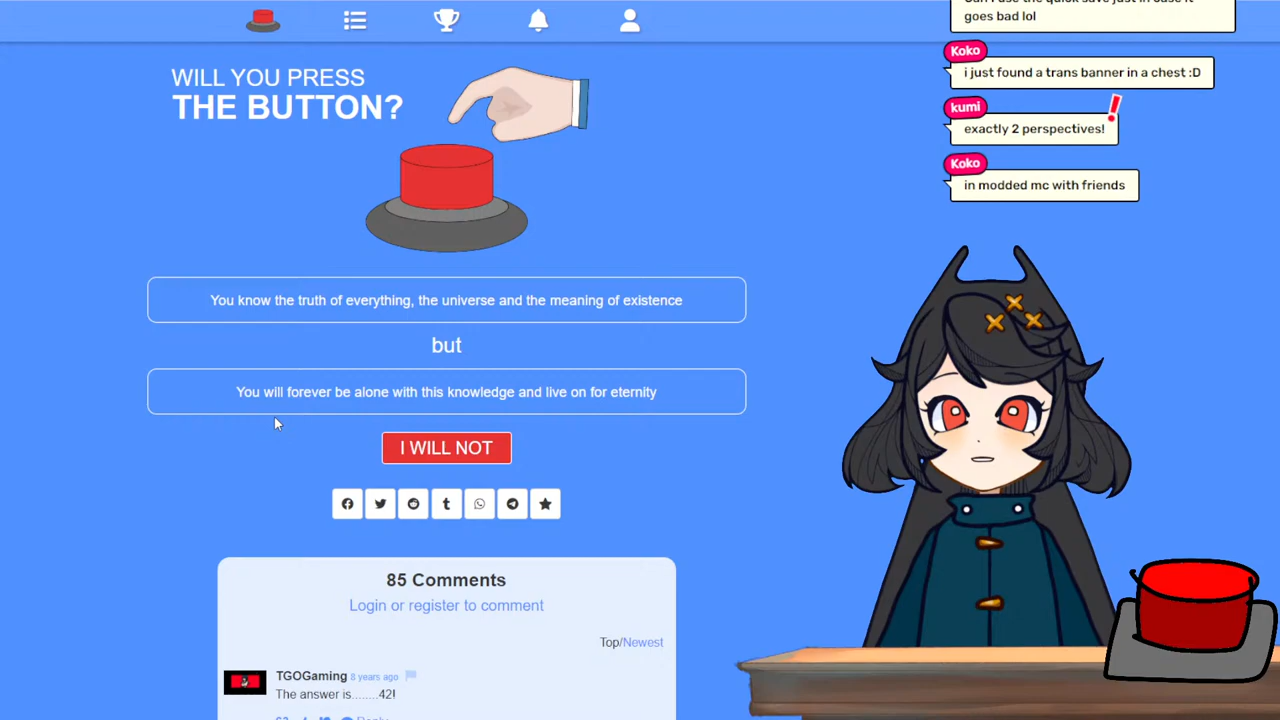 WILL YOU PRESS
THE BUTTON?
You know the truth of everything, the universe and the meaning of existence
but
You will forever be alone with this knowledge and live on for eternity
I WILL NOT
85 Comments
Login or register to comment
Top/Newest
TGOGaming 8 years ago
The answer is........42!
Reply
goes bad lol
Koko
i just found a trans banner in a chest :D
kumi
exactly 2 perspectives!
Koko
in modded mc with friends